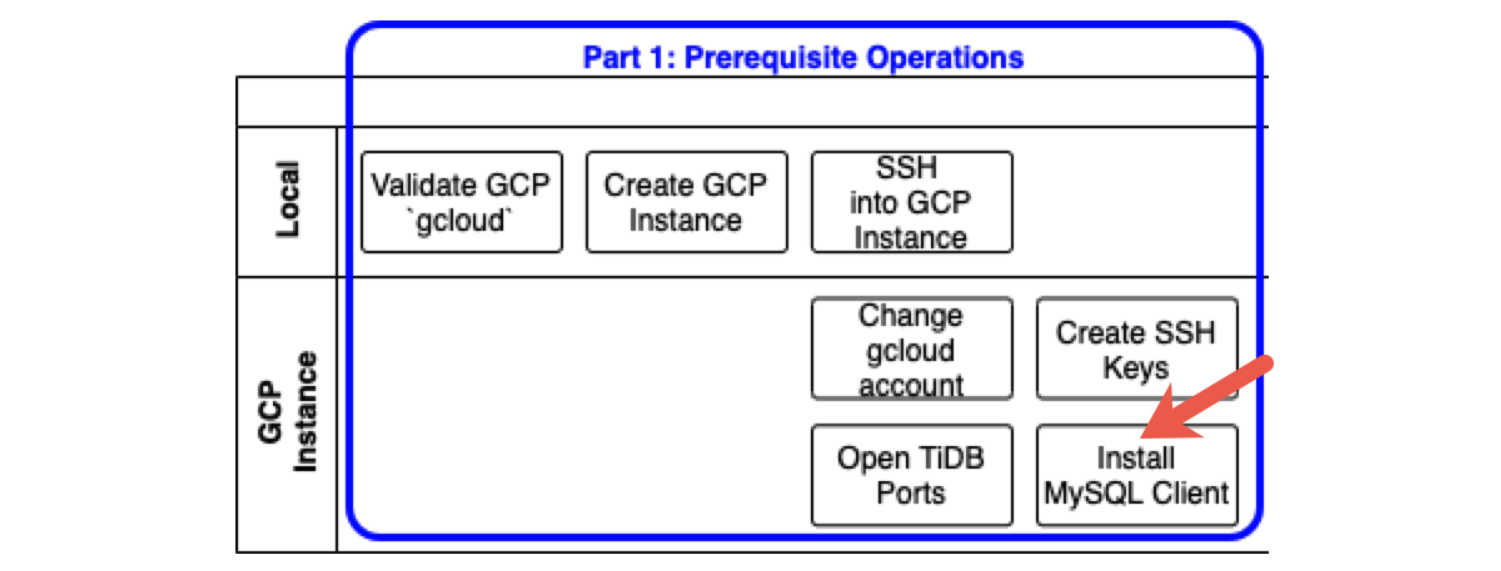 Part 1: Prerequisite Operations
Local
Validate GCP
`gcloud`
Create GCP
Instance
SSH
into GCP
Instance
GCP
Instance
Change
gcloud
account
Create SSH
Keys
Open TiDB
Ports
Install
MySQL Client